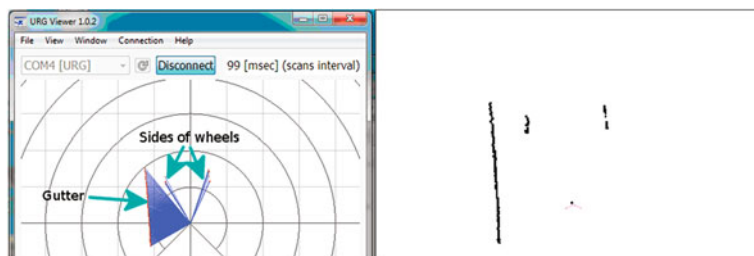 URG Viewer 1.0.2
File View Window Connection Help
COM4 [URG] Disconnect 99 [msec] (scans interval)
Sides of wheels
Gutter